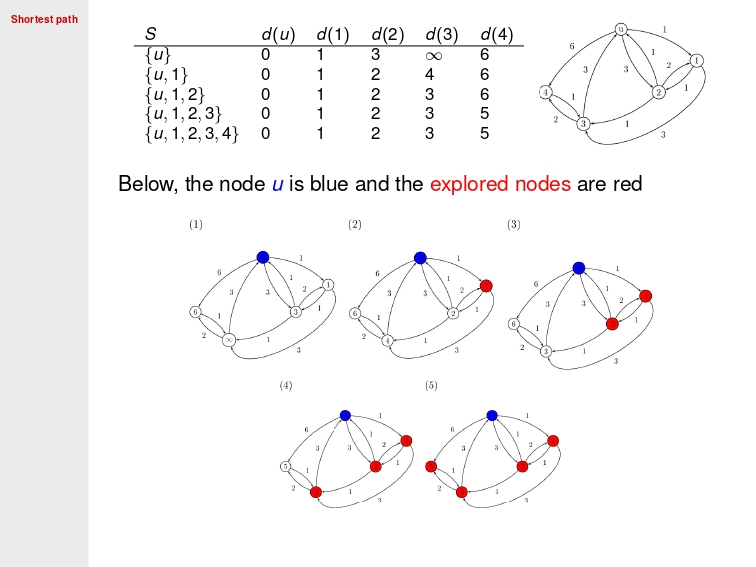 Shortest path
S d(u) d(1) d(2) d(3) d(4)
{u} 0 1 3 ∞ 6
{u, 1} 0 1 2 4 6
{u, 1, 2} 0 1 2 3 6
{u, 1, 2, 3} 0 1 2 3 5
{u, 1, 2, 3, 4} 0 1 2 3 5
u 1
6 1
3 3 2 1
4 1 2 1
2 3 1
3
Below, the node u is blue and the explored nodes are red
(1) (2) (3)
1
6 1 1
3 3 2
6 1 3 1
2 ∞ 1
3
1
6 1
3 3 2
6 1 2 1
2 4 1
3
1
6 1
3 3 2
6 1 1
2 3 1
3
(4) (5)
1
6 1
3 3 2
5 1 1
2 1
3
1
6 1
3 3 2
1 1
2 1
3